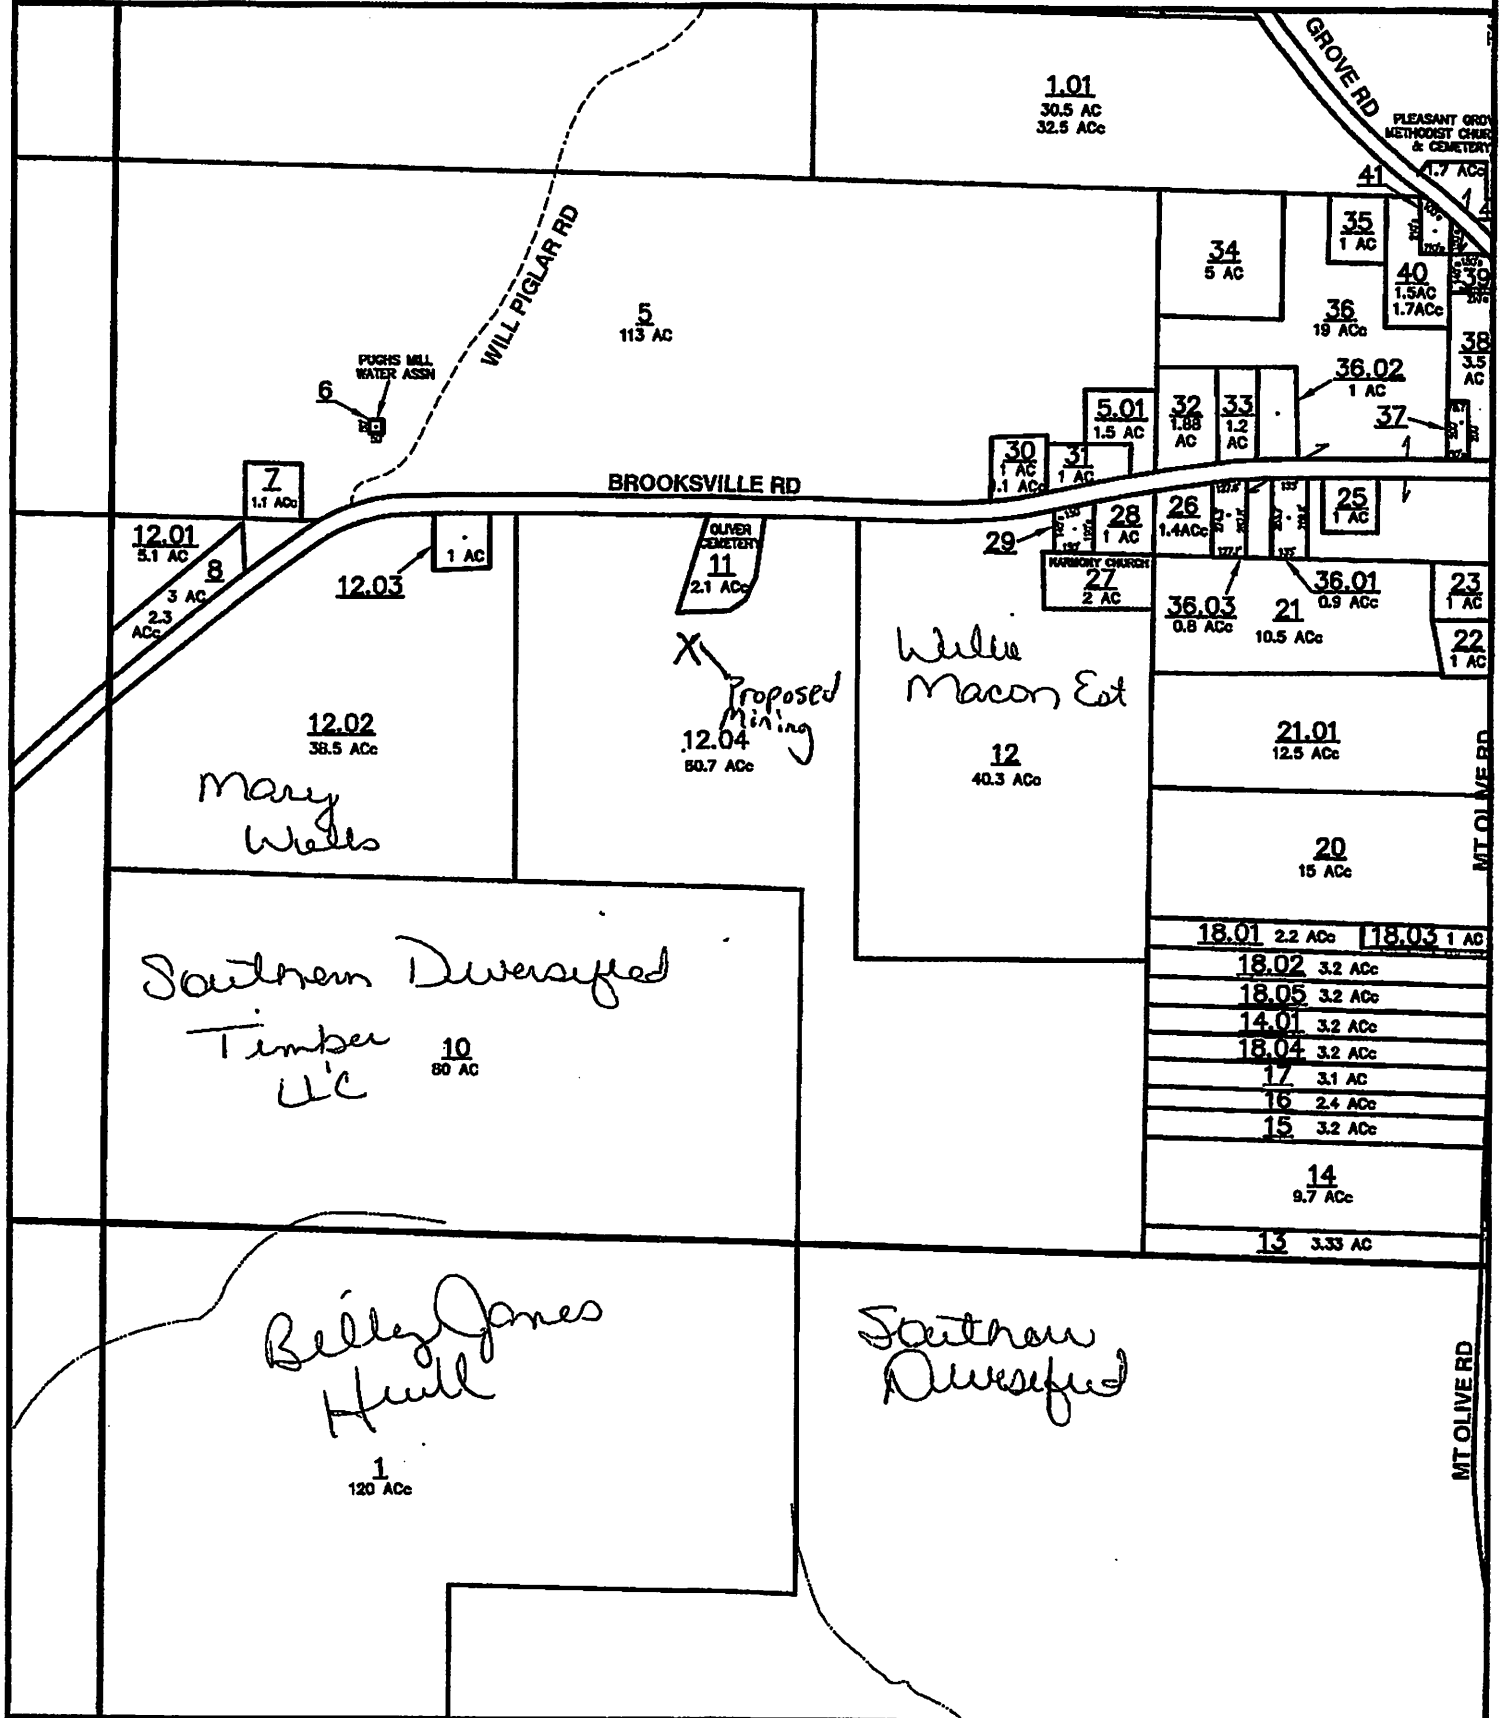 GROVE RD
1.01
30.5 AC
32.5 ACc
PLEASANT GROV
METHODIST CHUR
& CEMETERY
1.7 ACc
41
35
1 AC
34
5 AC
40
1.5AC
1.7ACc
39
36
19 ACc
38
3.5
AC
36.02
1 AC
37
WILL PIGLAR RD
5
113 AC
PUGHS MILL
WATER ASSN
6
5.01
1.5 AC
32
1.88
AC
33
1.2
AC
30
1 AC
1.1 ACc
31
1 AC
7
1.1 ACc
BROOKSVILLE RD
12.01
5.1 AC
8
3 AC
2.3
ACc
12.03
1 AC
OLIVER
CEMETERY
11
2.1 ACc
29
28
1 AC
26
1.4ACc
25
1 AC
HARMONY CHURCH
27
2 AC
36.03
0.8 ACc
36.01
0.9 ACc
21
10.5 ACc
23
1 AC
22
1 AC
X
Proposed
Mining
12.04
Willie
Macon Est
12.02
38.5 ACc
12
40.3 ACc
21.01
12.5 ACc
MT OLIVE RD
Mary
Wells
20
15 ACc
18.01 2.2 ACc
18.03 1 AC
18.02 3.2 ACc
18.05 3.2 ACc
14.01 3.2 ACc
18.04 3.2 ACc
17 3.1 AC
16 2.4 ACc
15 3.2 ACc
14
9.7 ACc
13 3.33 AC
Southern Diversified
Timber
LLC
10
80 AC
Billy James
Hull
1
120 ACc
Southern
Diversified
MT OLIVE RD